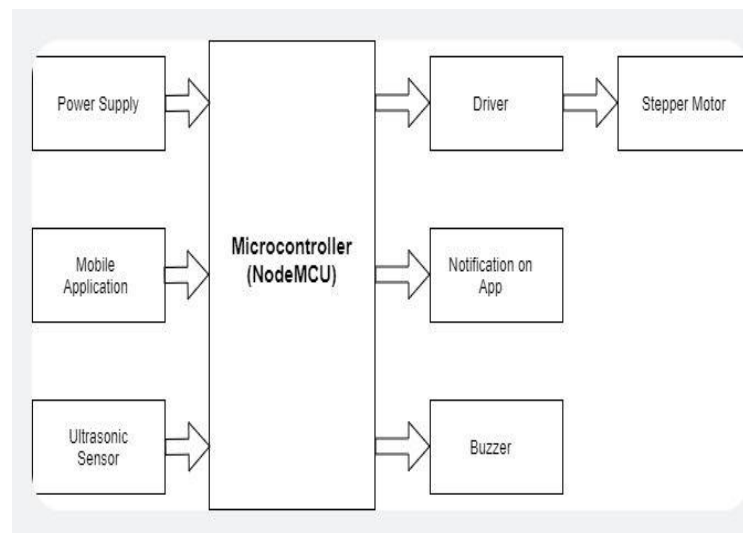 Power Supply
Driver
Stepper Motor
Microcontroller
(NodeMCU)
Mobile
Application
Notification on
App
Ultrasonic
Sensor
Buzzer